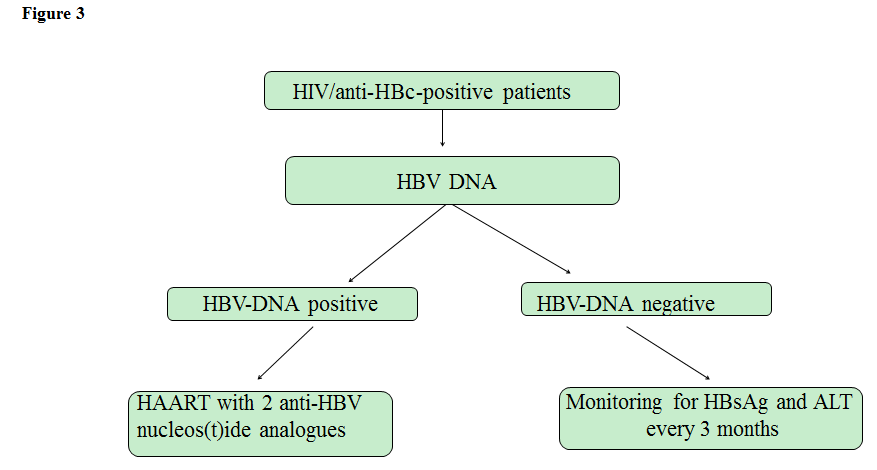 Figure 3
HIV/anti-HBc-positive patients
HBV DNA
HBV-DNA positive
HBV-DNA negative
HAART with 2 anti-HBV
nucleos(t)ide analogues
Monitoring for HBsAg and ALT
every 3 months